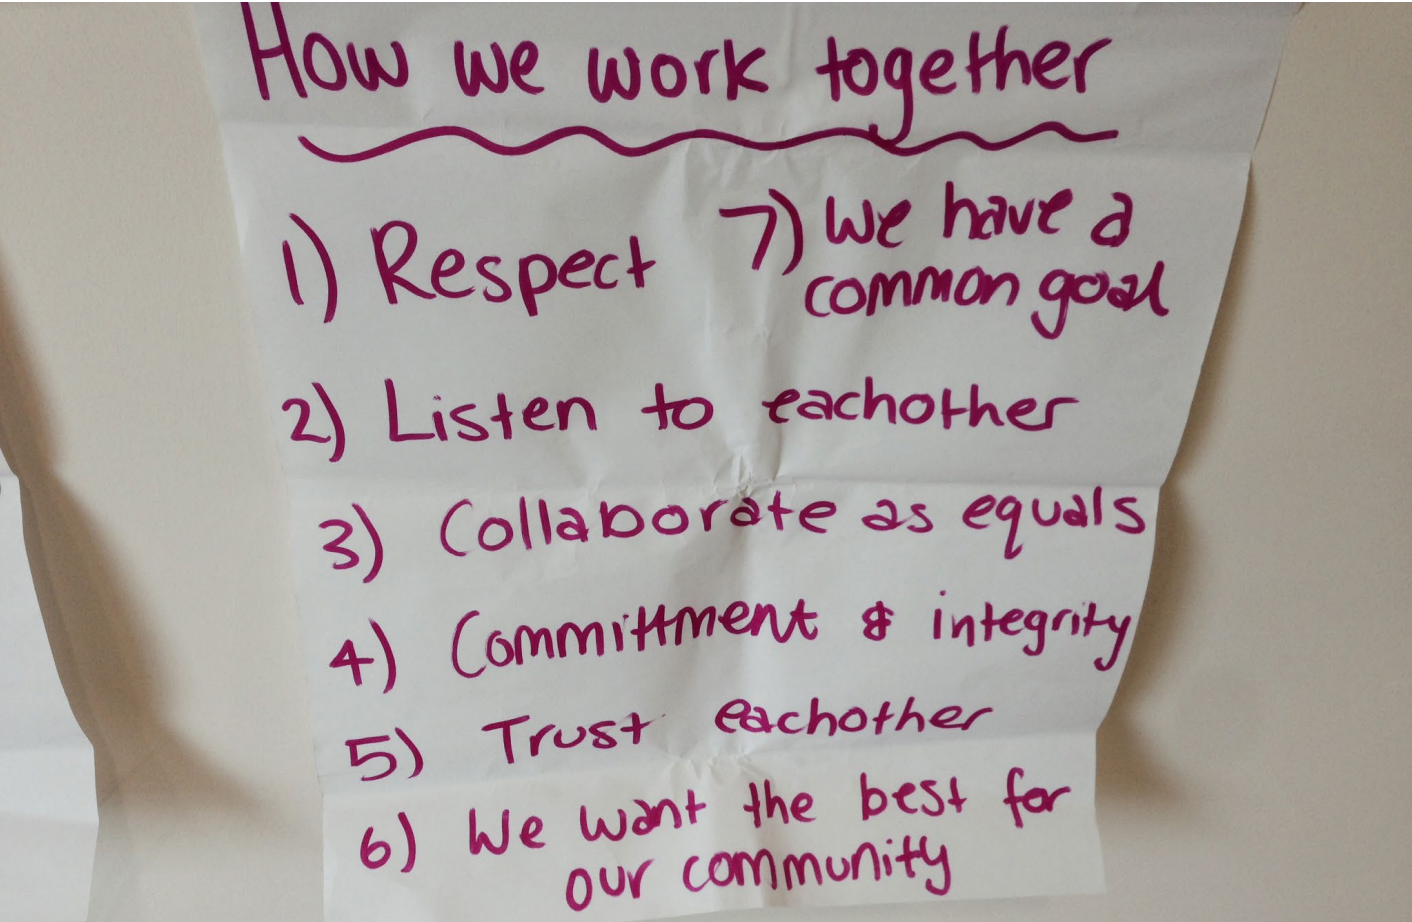 How we work together
1) Respect
7) We have a
common goal
2) Listen to eachother
3) Collaborate as equals
4) Committment & integrity
5) Trust eachother
6) We want the best for
our community